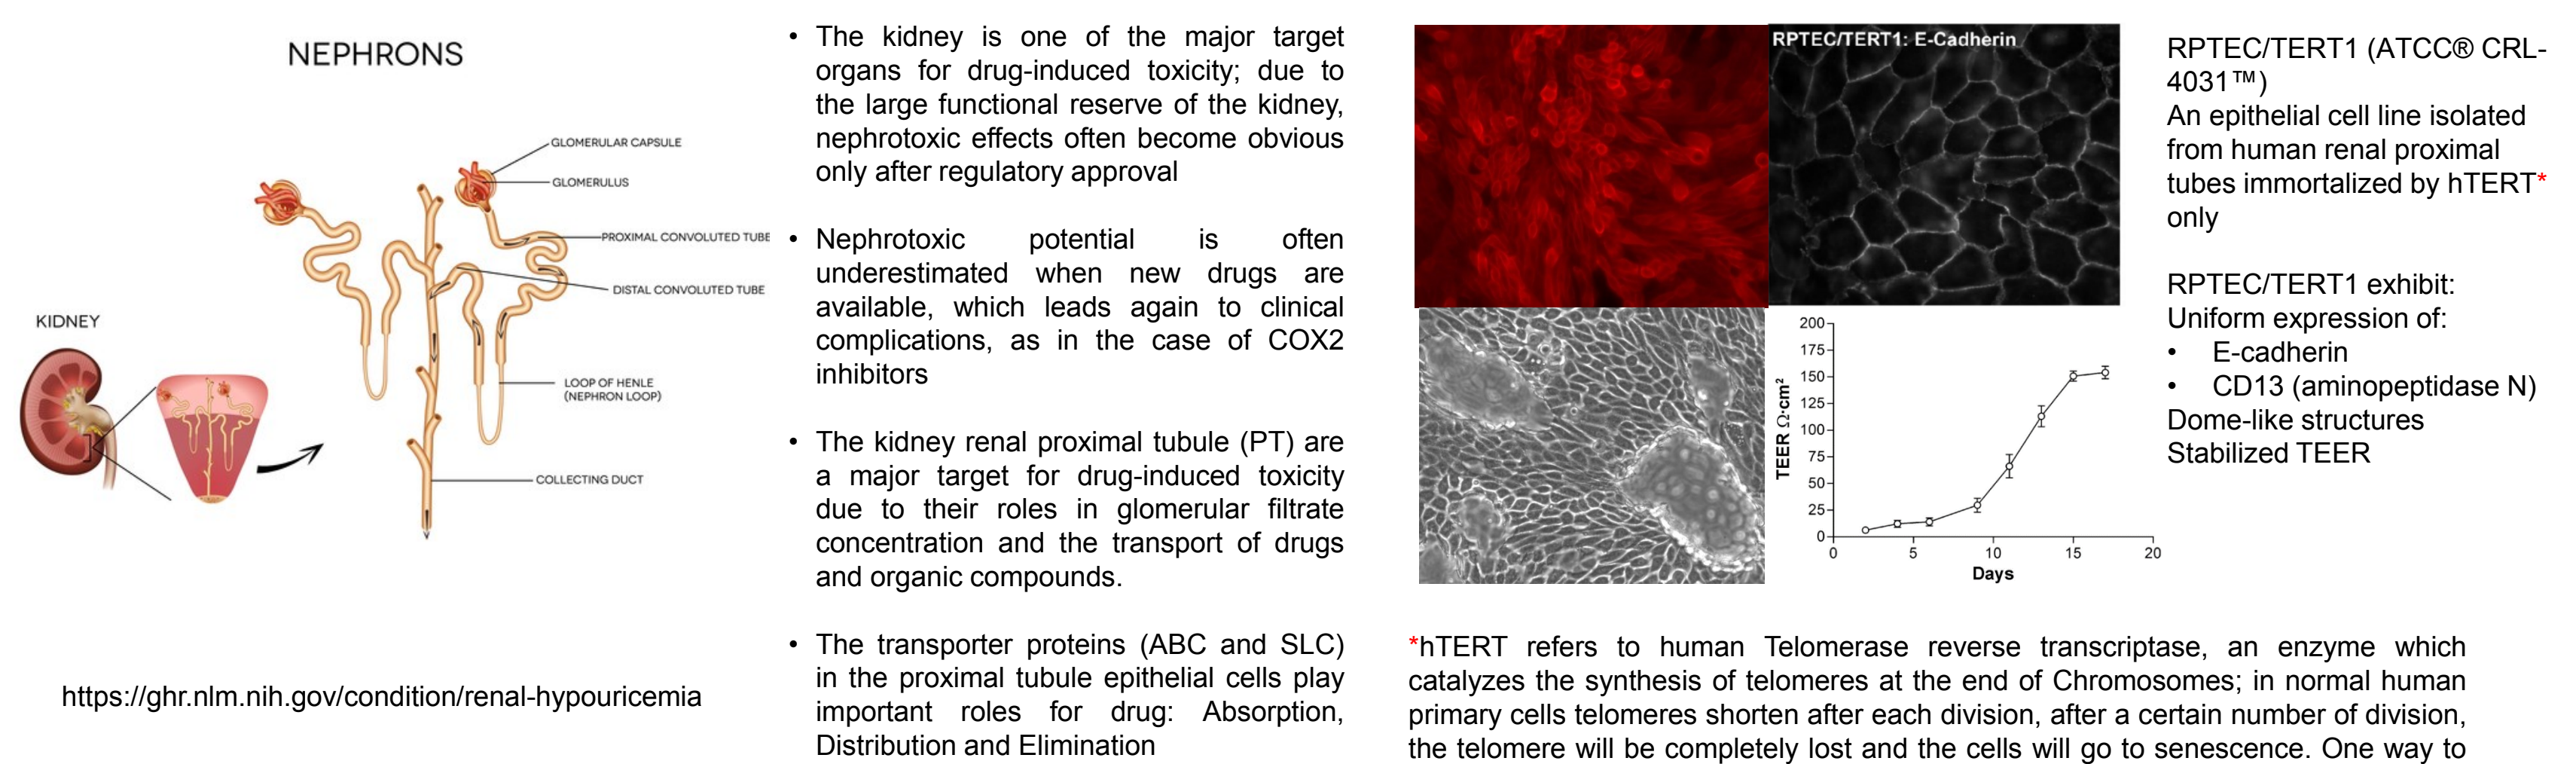 NEPHRONS
GLOMERULAR CAPSULE
GLOMERULUS
PROXIMAL CONVOLUTED TUBE
DISTAL CONVOLUTED TUBE
KIDNEY
LOOP OF HENLE
(NEPHRON LOOP)
COLLECTING DUCT
https://ghr.nlm.nih.gov/condition/renal-hypouricemia
• The kidney is one of the major target
organs for drug-induced toxicity; due to
the large functional reserve of the kidney,
nephrotoxic effects often become obvious
only after regulatory approval
• Nephrotoxic potential is often
underestimated when new drugs are
available, which leads again to clinical
complications, as in the case of COX2
inhibitors
• The kidney renal proximal tubule (PT) are
a major target for drug-induced toxicity
due to their roles in glomerular filtrate
concentration and the transport of drugs
and organic compounds.
• The transporter proteins (ABC and SLC)
in the proximal tubule epithelial cells play
important roles for drug: Absorption,
Distribution and Elimination
RPTEC/TERT1: E-Cadherin
200
175
150
125
100
75
50
25
0
TEER Ω·cm²
0 5 10 15 20
Days
RPTEC/TERT1 (ATCC® CRL-
4031™)
An epithelial cell line isolated
from human renal proximal
tubes immortalized by hTERT*
only
RPTEC/TERT1 exhibit:
Uniform expression of:
• E-cadherin
• CD13 (aminopeptidase N)
Dome-like structures
Stabilized TEER
*hTERT refers to human Telomerase reverse transcriptase, an enzyme which
catalyzes the synthesis of telomeres at the end of Chromosomes; in normal human
primary cells telomeres shorten after each division, after a certain number of division,
the telomere will be completely lost and the cells will go to senescence. One way to